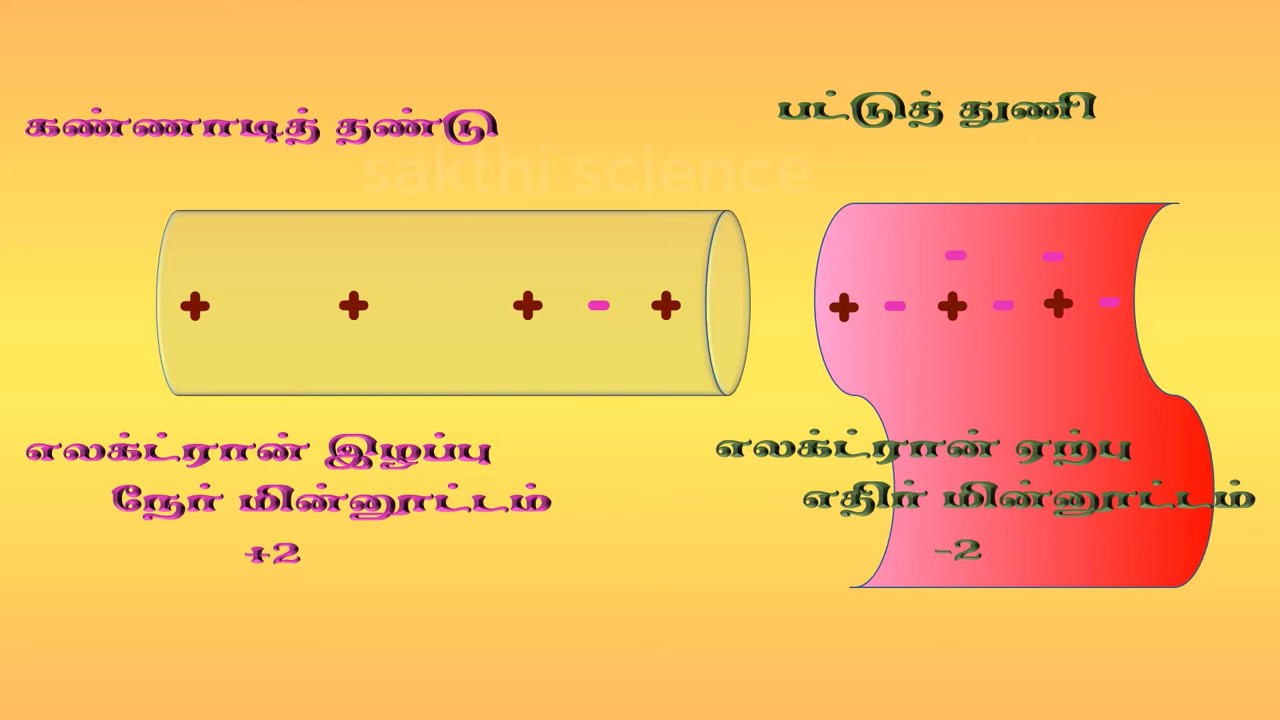 கண்ணாடித் தண்டு
பட்டுத் துணி
sakthi science
எலக்ட்ரான் இழப்பு
நேர் மின்னூட்டம்
+2
எலக்ட்ரான் ஏற்பு
எதிர் மின்னூட்டம்
-2